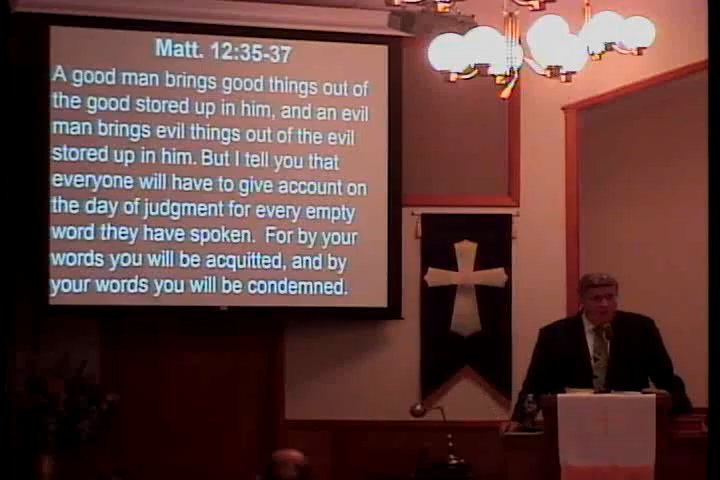 Matt. 12:35-37
A good man brings good things out of
the good stored up in him, and an evil
man brings evil things out of the evil
stored up in him. But I tell you that
everyone will have to give account on
the day of judgment for every empty
word they have spoken. For by your
words you will be acquitted, and by
your words you will be condemned.